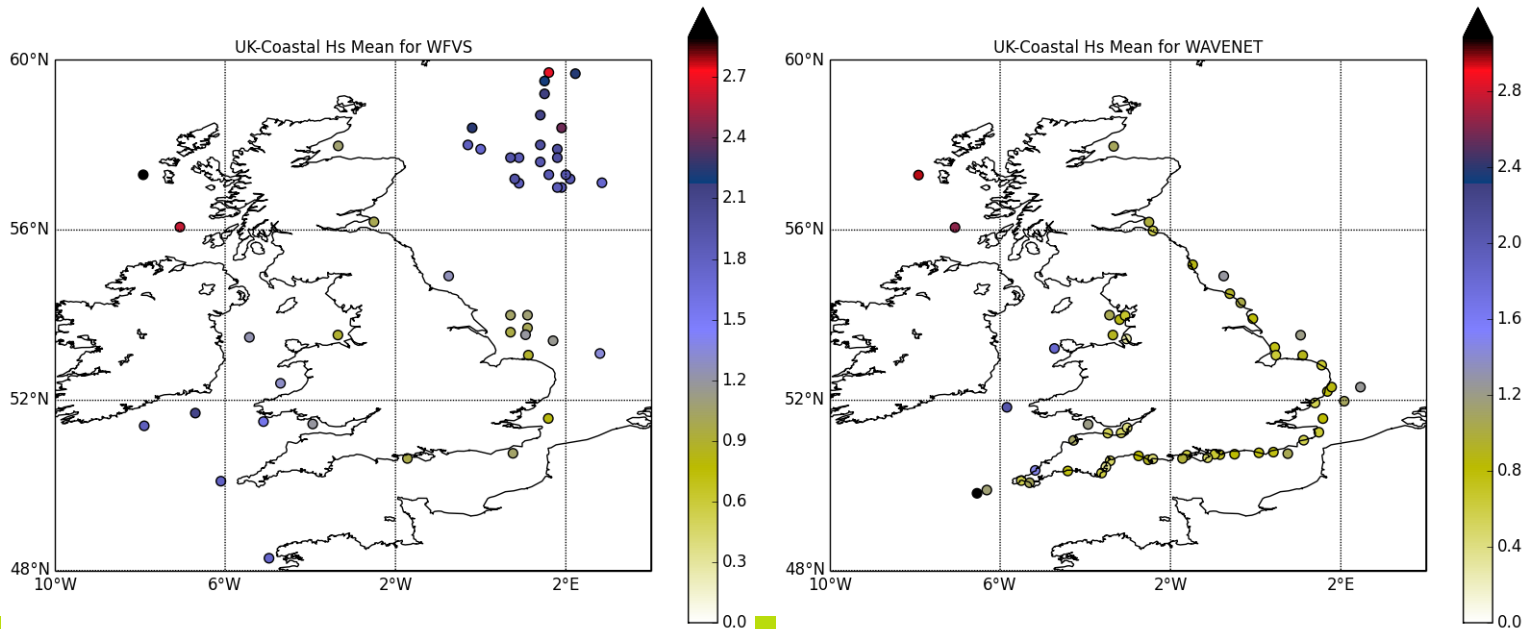 UK-Coastal Hs Mean for WFVS
60°N
56°N
52°N
48°N
10°W
6°W
2°W
2°E
2.7
2.4
2.1
1.8
1.5
1.2
0.9
0.6
0.3
0.0
UK-Coastal Hs Mean for WAVENET
60°N
56°N
52°N
48°N
10°W
6°W
2°W
2°E
2.8
2.4
2.0
1.6
1.2
0.8
0.4
0.0